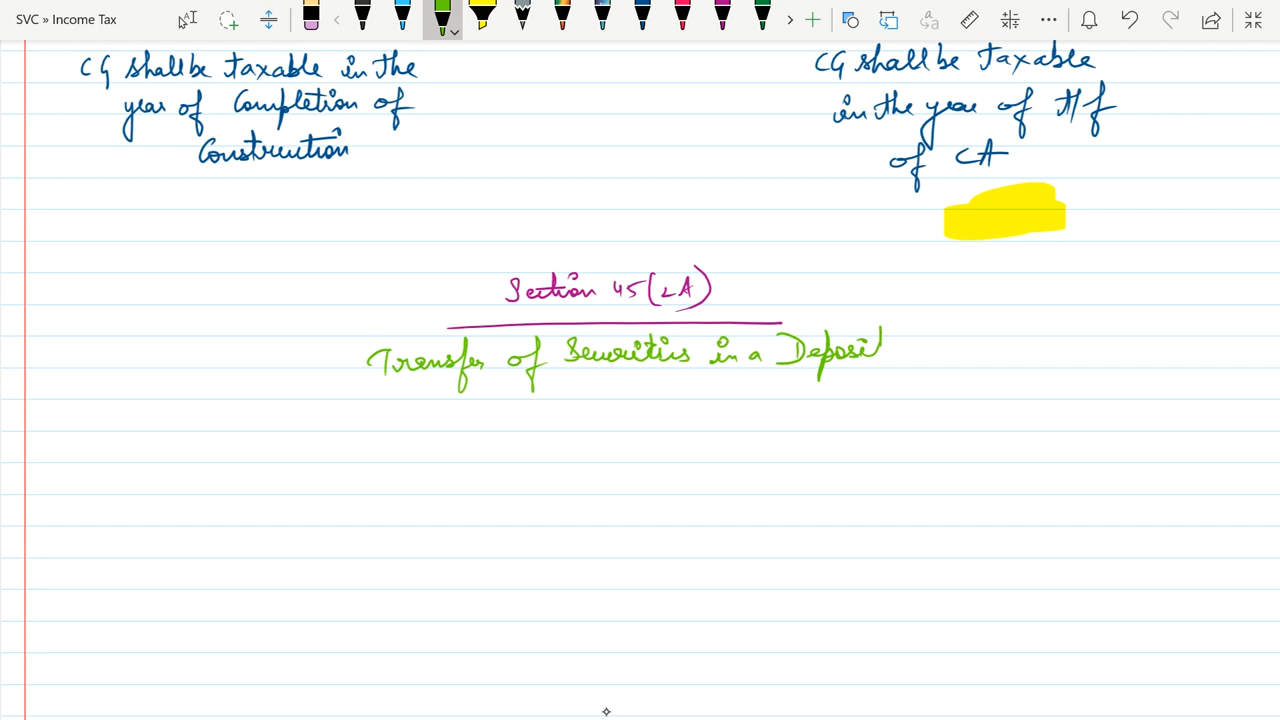 SVC » Income Tax
CG shall be taxable in the
year of Completion of
Construction
CG shall be taxable
in the year of T/f
of CA
Section 45(2A)
Transfer of Securities in a Deposit